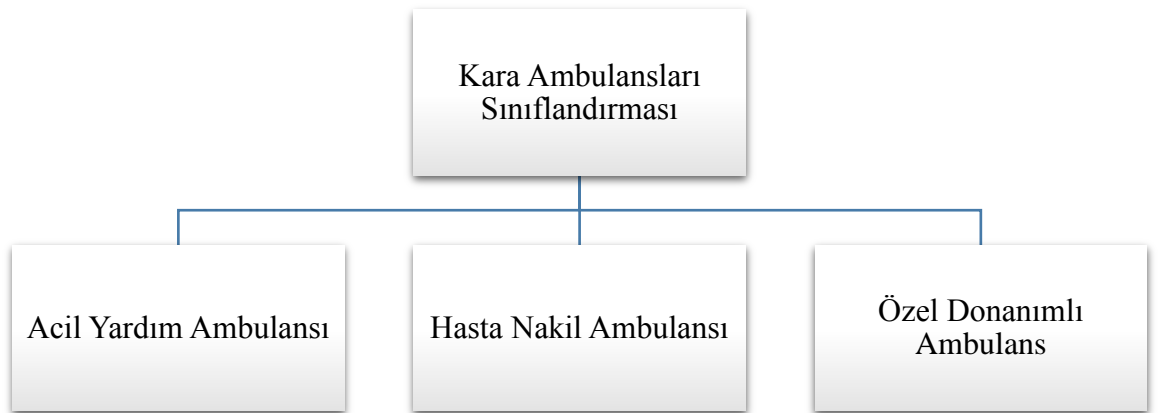 Kara Ambulansları
Sınıflandırması
Acil Yardım Ambulansı
Hasta Nakil Ambulansı
Özel Donanımlı
Ambulans